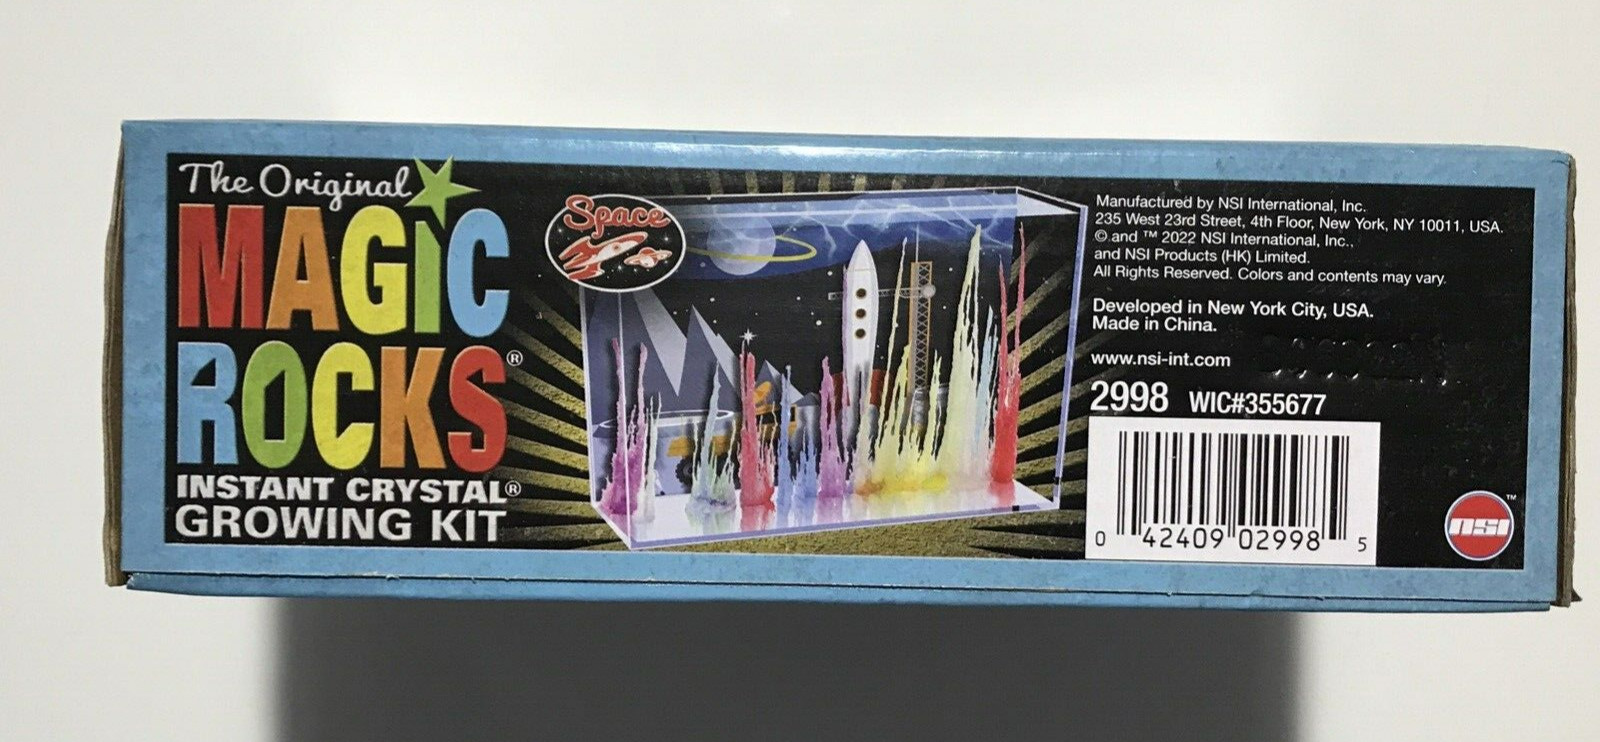 The Original
MAGIC
ROCKS®
INSTANT CRYSTAL®
GROWING KIT
Space
Manufactured by NSI International, Inc.
235 West 23rd Street, 4th Floor, New York, NY 10011, USA.
© and ™ 2022 NSI International, Inc.,
and NSI Products (HK) Limited.
All Rights Reserved. Colors and contents may vary.
Developed in New York City, USA.
Made in China.
www.nsi-int.com
2998 WIC#355677
0 42409 02998 5
nsi™